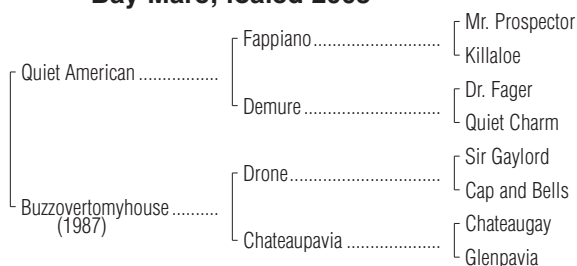 Bay Mare; foaled
Mr. Prospector
Fappiano
Killaloe
Quiet American
Dr. Fager
Demure
Quiet Charm
Sir Gaylord
Drone
Cap and Bells
Buzzovertomyhouse
(1987)
Chateaugay
Chateaupavia
Glenpavia